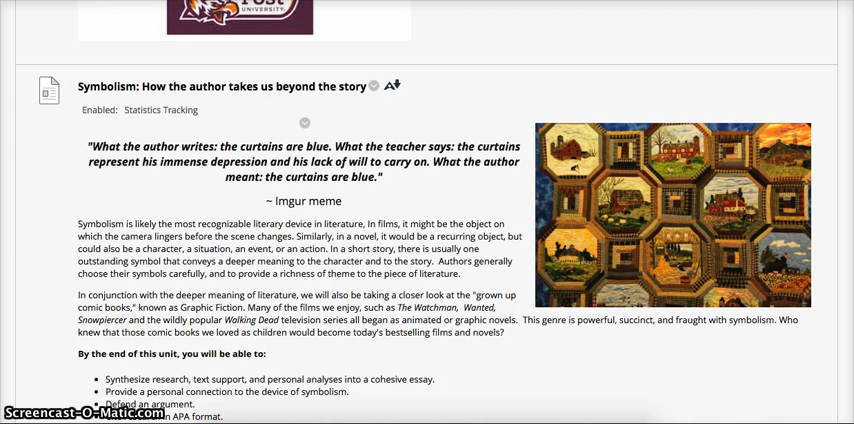 Post
UNIVERSITY
Symbolism: How the author takes us beyond the story
Enabled: Statistics Tracking
"What the author writes: the curtains are blue. What the teacher says: the curtains
represent his immense depression and his lack of will to carry on. What the author
meant: the curtains are blue."
~ Imgur meme
Symbolism is likely the most recognizable literary device in literature, In films, it might be the object on
which the camera lingers before the scene changes. Similarly, in a novel, it would be a recurring object, but
could also be a character, a situation, an event, or an action. In a short story, there is usually one
outstanding symbol that conveys a deeper meaning to the character and to the story. Authors generally
choose their symbols carefully, and to provide a richness of theme to the piece of literature.
In conjunction with the deeper meaning of literature, we will also be taking a closer look at the "grown up
comic books," known as Graphic Fiction. Many of the films we enjoy, such as The Watchman, Wanted,
Snowpiercer and the wildly popular Walking Dead television series all began as animated or graphic novels. This genre is powerful, succinct, and fraught with symbolism. Who
knew that those comic books we loved as children would become today's bestselling films and novels?
By the end of this unit, you will be able to:
• Synthesize research, text support, and personal analyses into a cohesive essay.
• Provide a personal connection to the device of symbolism.
• Defend an argument.
in APA format.
Screencast-O-Matic.com